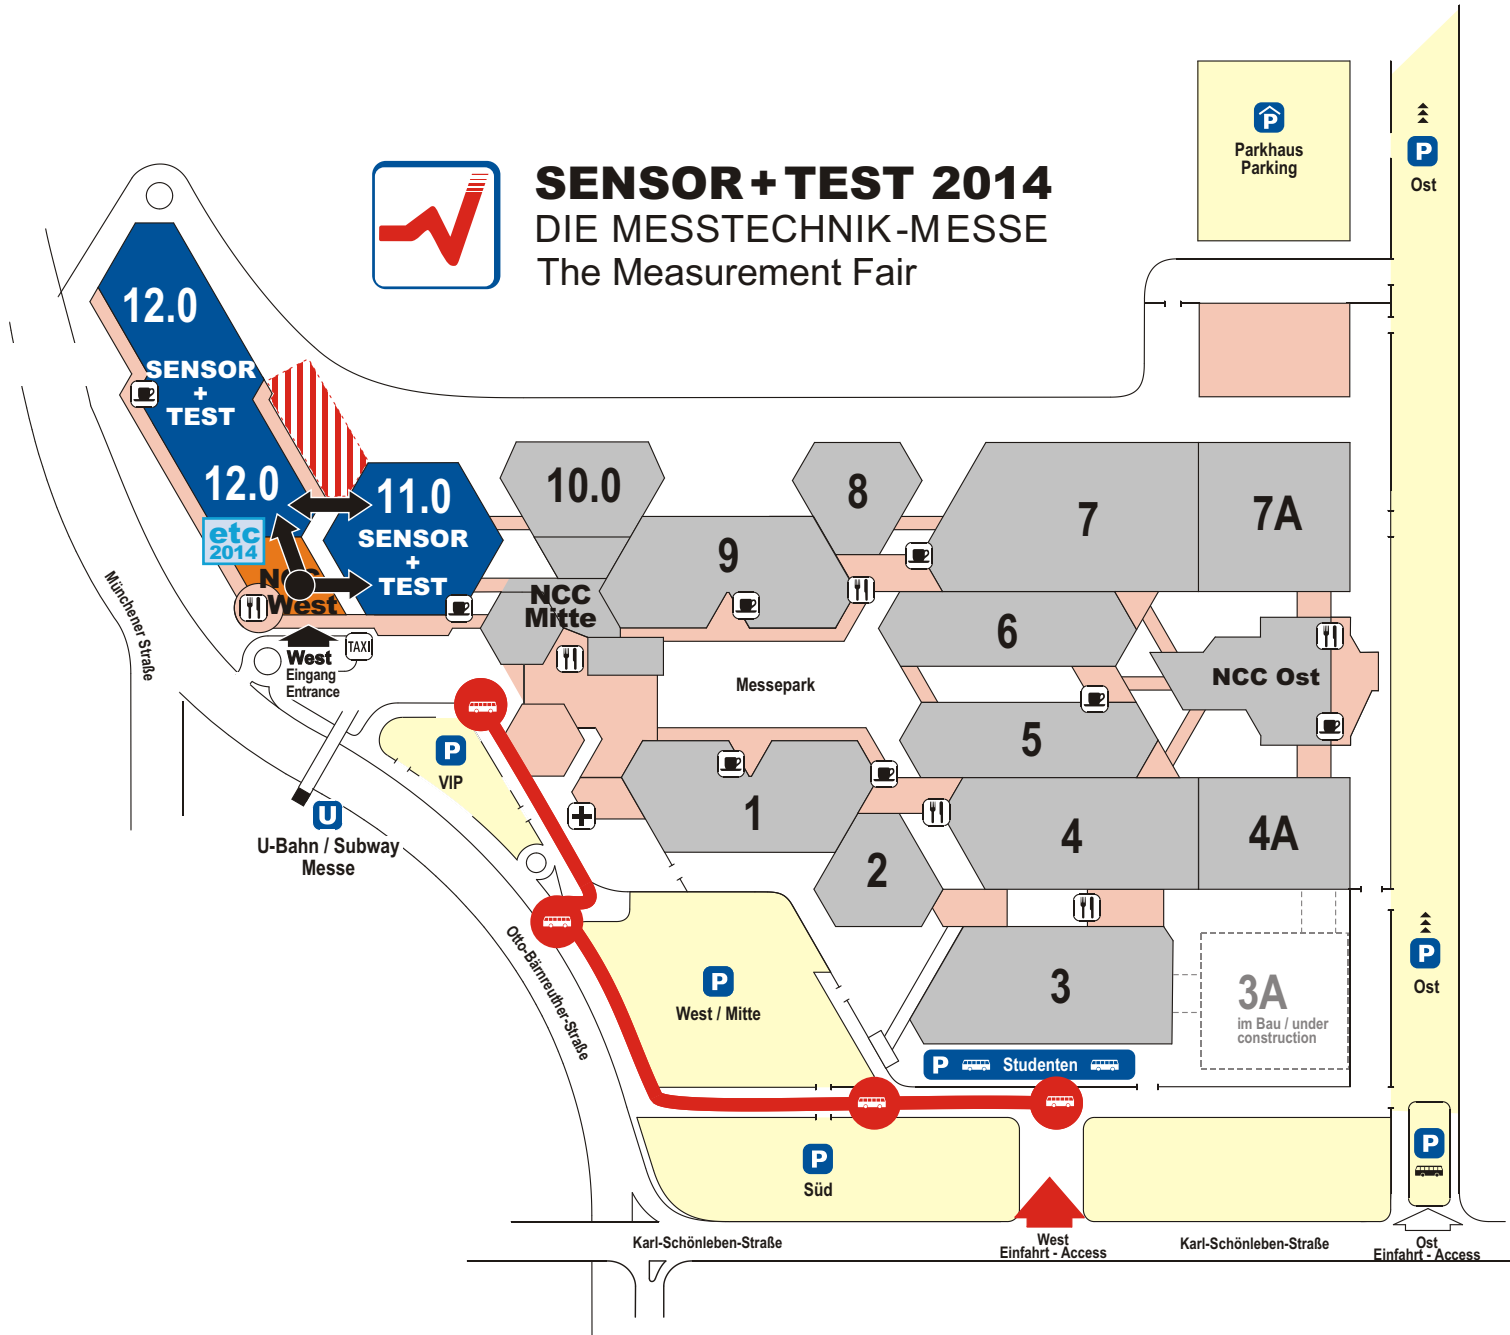 SENSOR+TEST 2014
DIE MESSTECHNIK-MESSE
The Measurement Fair
P
Parkhaus
Parking
P
Ost
12.0
SENSOR
+
TEST
12.0
etc
2014
NCC
West
11.0
SENSOR
+
TEST
10.0
NCC
Mitte
9
8
7
7A
6
NCC Ost
Messepark
5
1
2
4
4A
3
3A
im Bau / under
construction
Münchener Straße
West
Eingang
Entrance
TAXI
P
VIP
U
U-Bahn / Subway
Messe
Otto-Bärnreuther-Straße
P
West / Mitte
P
Ost
P Studenten
P
Süd
P
Karl-Schönleben-Straße
West
Einfahrt - Access
Karl-Schönleben-Straße
Ost
Einfahrt - Access